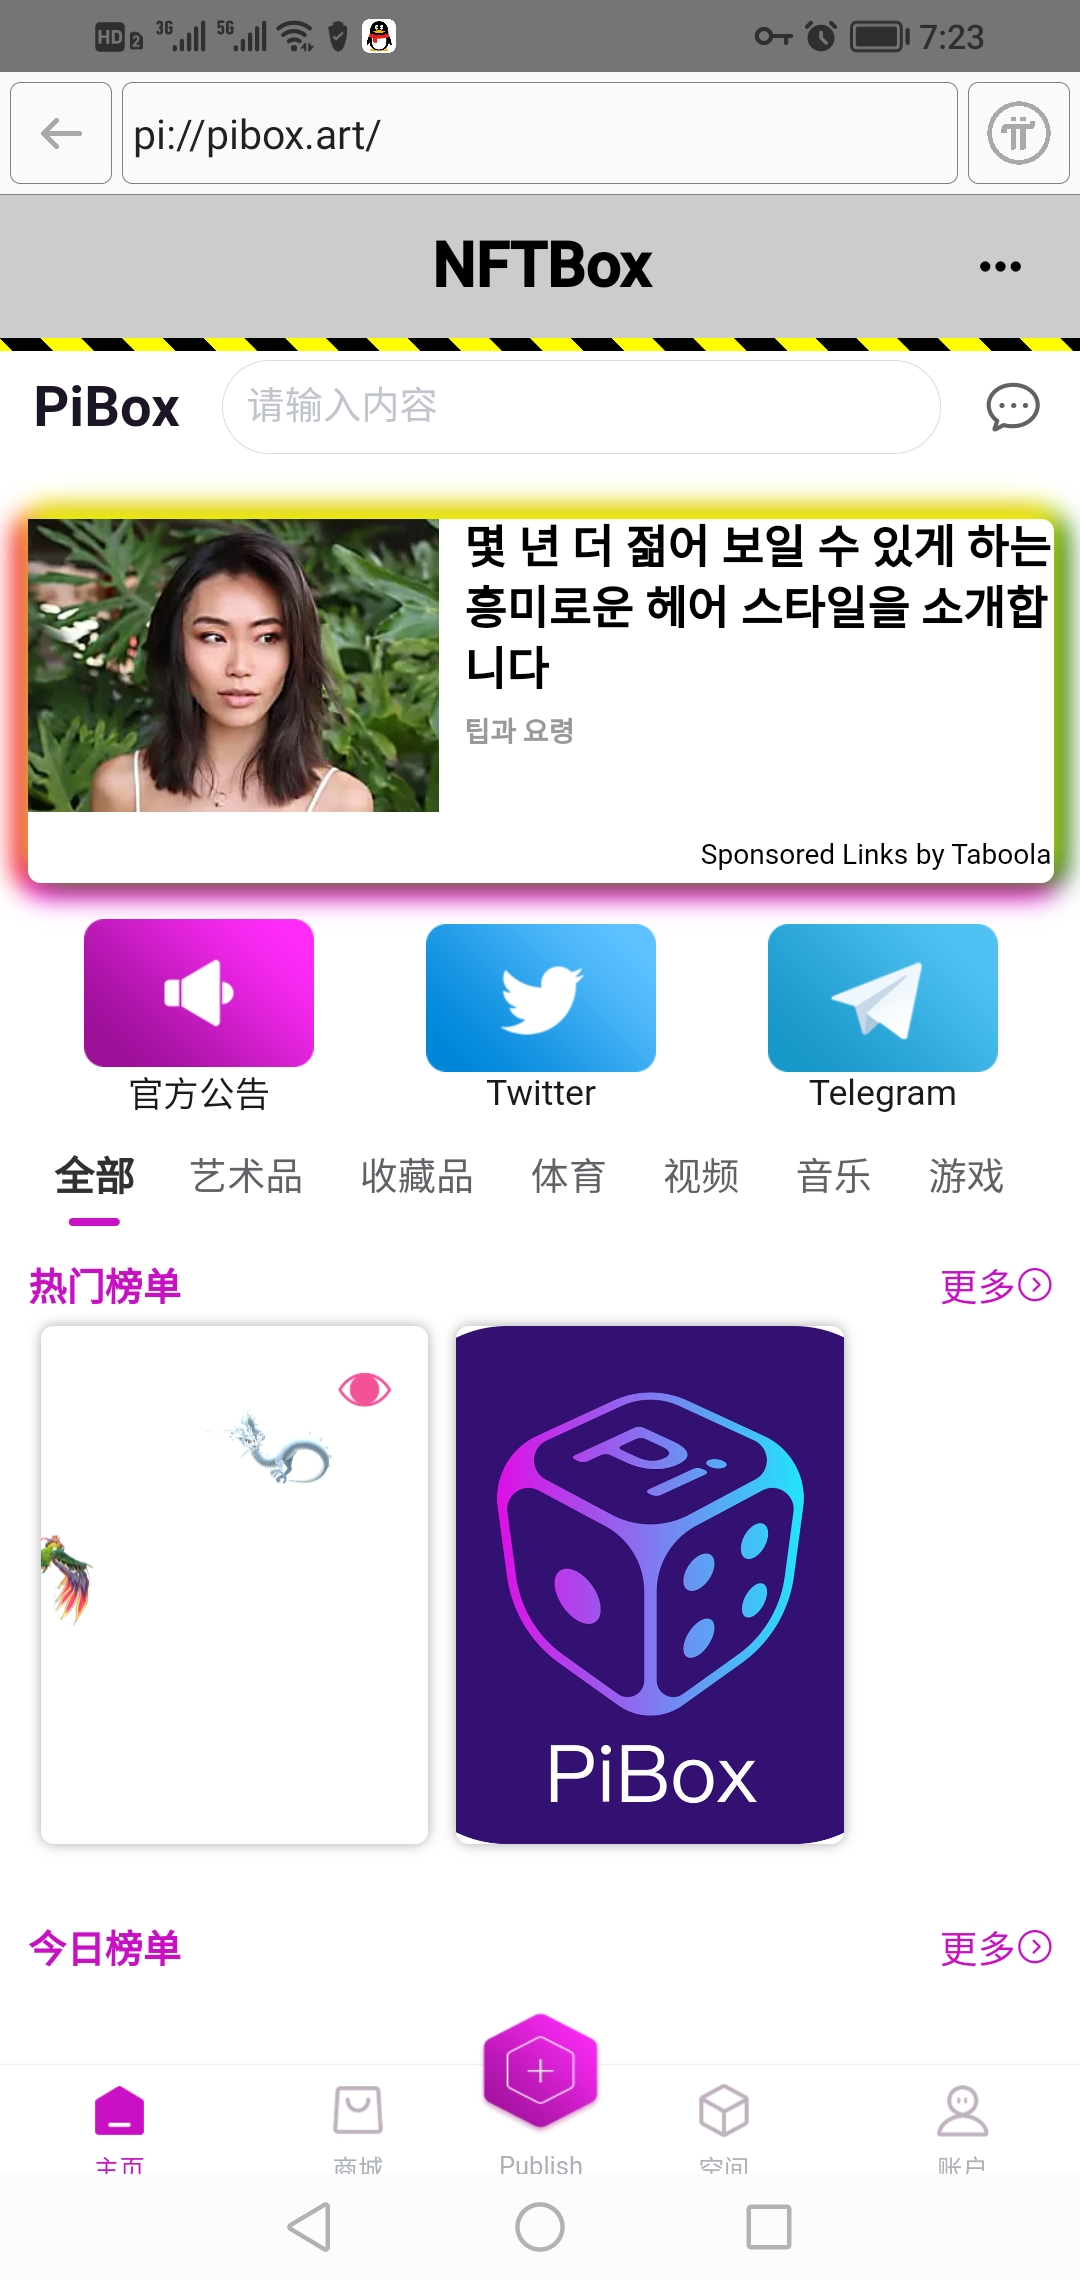 HD 2 3G 5G 7:23
pi://pibox.art/
NFTBox
PiBox 请输入内容
몇 년 더 젊어 보일 수 있게 하는
흥미로운 헤어 스타일을 소개합
니다
팁과 요령
Sponsored Links by Taboola
官方公告 Twitter Telegram
全部 艺术品 收藏品 体育 视频 音乐 游戏
热门榜单 更多
Pi
PiBox
今日榜单 更多
主页 商城 Publish 空间 账户